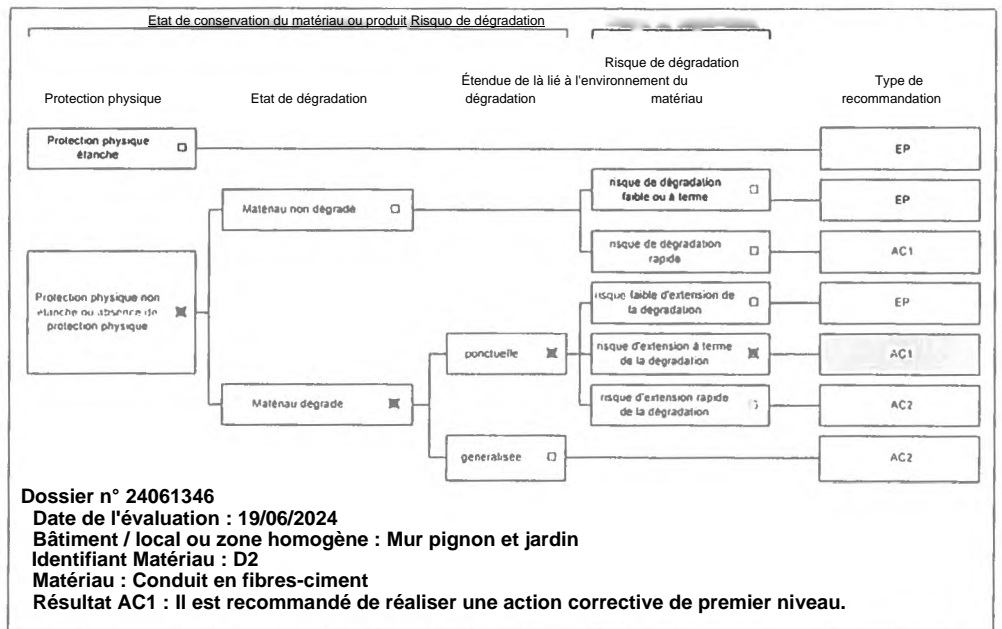 Etat de conservation du matériau ou produit Risquo de dégradation
Risque de dégradation
Étendue de là lié à l'environnement du
Protection physique
Etat de dégradation
dégradation
matériau
Type de
recommandation
Protection physique
étanche
EP
Maténau non dégradé
risque de dégradation
faible ou à terme
EP
risque de dégradation
rapide
AC1
Protection physique non
étanche ou absence de
protection physique
risque faible d'extension de
la dégradation
EP
ponctuelle
risque d'extension à terme
de la dégradation
AC1
Maténau dégradé
risque d'extension rapide
de la dégradation
AC2
generalisée
AC2
Dossier n° 24061346
Date de l'évaluation : 19/06/2024
Bâtiment / local ou zone homogène : Mur pignon et jardin
Identifiant Matériau : D2
Matériau : Conduit en fibres-ciment
Résultat AC1 : Il est recommandé de réaliser une action corrective de premier niveau.